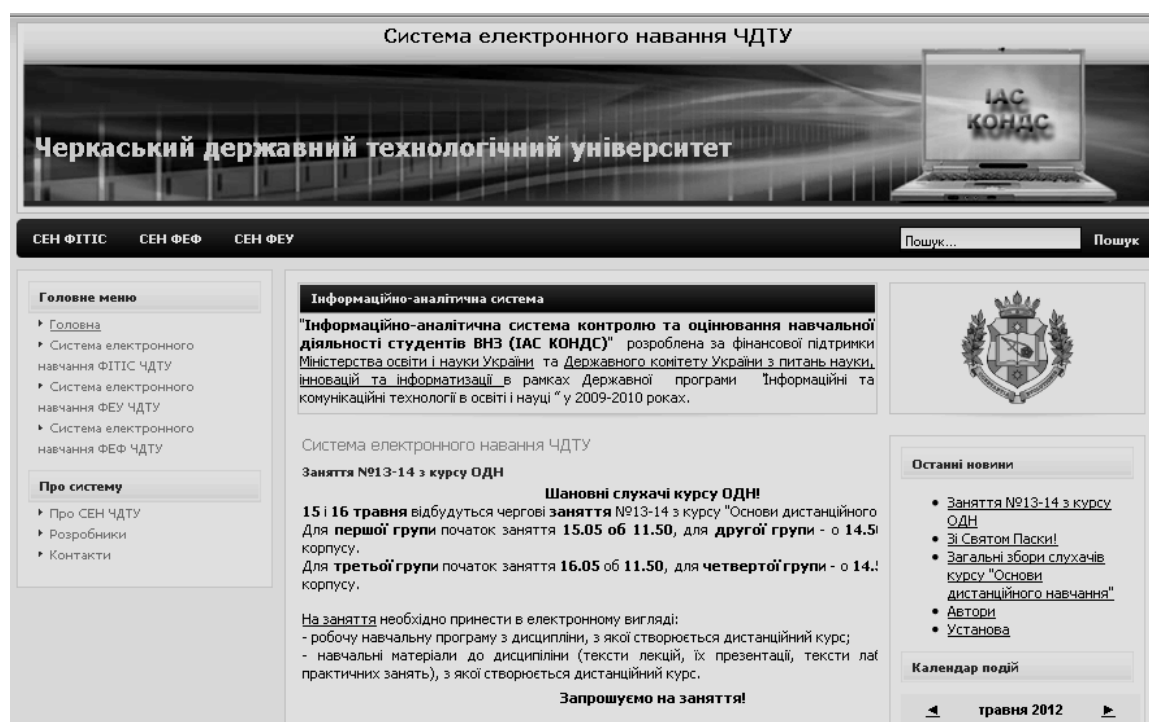 Система електронного навання ЧДТУ
ІАС
КОНДС
Черкаський державний технологічний університет
СЕН ФІТІС СЕН ФЕФ СЕН ФЕУ
Пошук... Пошук
Головне меню
Головна
Система електронного
навчання ФІТІС ЧДТУ
Система електронного
навчання ФЕУ ЧДТУ
Система електронного
навчання ФЕФ ЧДТУ
Про систему
Про СЕН ЧДТУ
Розробники
Контакти
Інформаційно-аналітична система
"Інформаційно-аналітична система контролю та оцінювання навчальної
діяльності студентів ВНЗ (ІАС КОНДС)" розроблена за фінансової підтримки
Міністерства освіти і науки України та Державного комітету України з питань науки,
інновацій та інформатизації в рамках Державної програми "Інформаційні та
комунікаційні технології в освіті і науці " у 2009-2010 роках.
Система електронного навання ЧДТУ
Заняття №13-14 з курсу ОДН
Шановні слухачі курсу ОДН!
15 і 16 травня відбудуться чергові заняття №13-14 з курсу "Основи дистанційного
Для першої групи початок заняття 15.05 об 11.50, для другої групи - о 14.50
корпусу.
Для третьої групи початок заняття 16.05 об 11.50, для четвертої групи - о 14.
корпусу.
На заняття необхідно принести в електронному вигляді:
- робочу навчальну програму з дисципліни, з якої створюється дистанційний курс;
- навчальні матеріали до дисципіліни (тексти лекцій, їх презентації, тексти лаб
практичних занять), з якої створюється дистанційний курс.
Запрошуємо на заняття!
Останні новини
Заняття №13-14 з курсу
ОДН
Зі Святом Паски!
Загальні збори слухачів
курсу "Основи
дистанційного навчання"
Автори
Установа
Календар подій
травня 2012